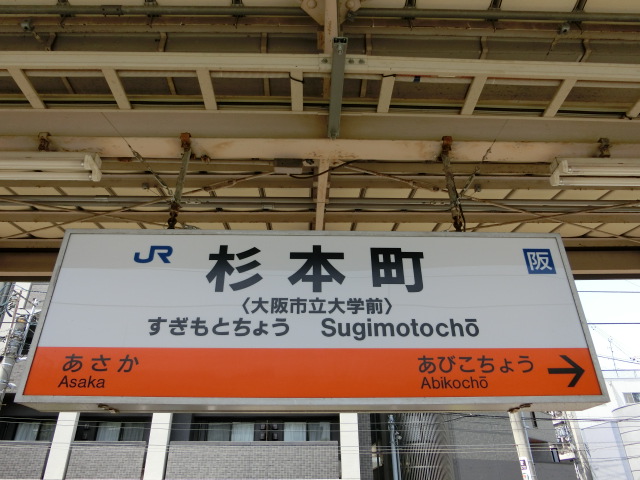 JR 杉本町 阪
〈大阪市立大学前〉
すぎもとちょう Sugimotochō
あさか あびこちょう →
Asaka Abikochō